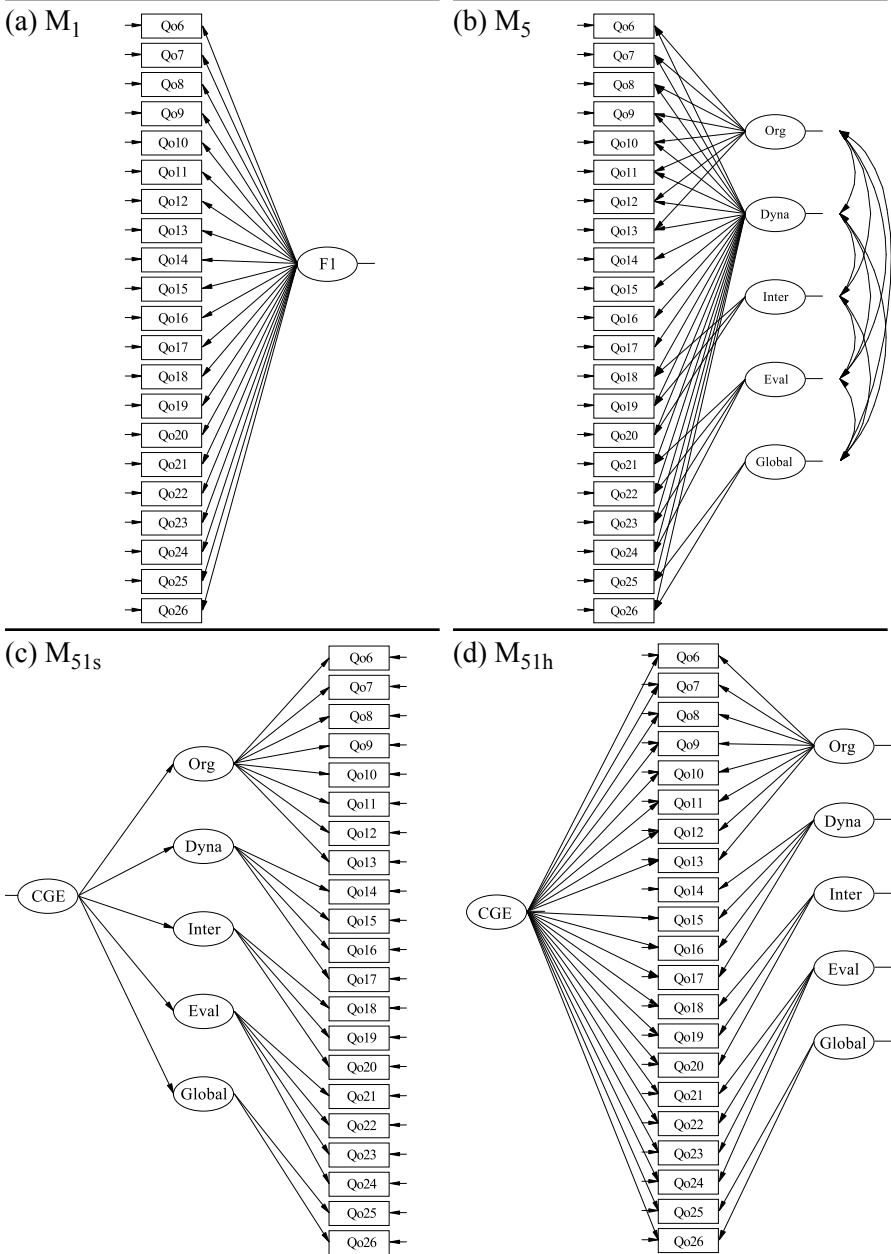 (a) M1
Qo6
Qo7
Qo8
Qo9
Qo10
Qo11
Qo12
Qo13
Qo14
Qo15
Qo16
Qo17
Qo18
Qo19
Qo20
Qo21
Qo22
Qo23
Qo24
Qo25
Qo26
F1
(b) M5
Qo6
Qo7
Qo8
Qo9
Qo10
Qo11
Qo12
Qo13
Qo14
Qo15
Qo16
Qo17
Qo18
Qo19
Qo20
Qo21
Qo22
Qo23
Qo24
Qo25
Qo26
Org
Dyna
Inter
Eval
Global
(c) M51s
CGE
Org
Dyna
Inter
Eval
Global
Qo6
Qo7
Qo8
Qo9
Qo10
Qo11
Qo12
Qo13
Qo14
Qo15
Qo16
Qo17
Qo18
Qo19
Qo20
Qo21
Qo22
Qo23
Qo24
Qo25
Qo26
(d) M51h
CGE
Qo6
Qo7
Qo8
Qo9
Qo10
Qo11
Qo12
Qo13
Qo14
Qo15
Qo16
Qo17
Qo18
Qo19
Qo20
Qo21
Qo22
Qo23
Qo24
Qo25
Qo26
Org
Dyna
Inter
Eval
Global